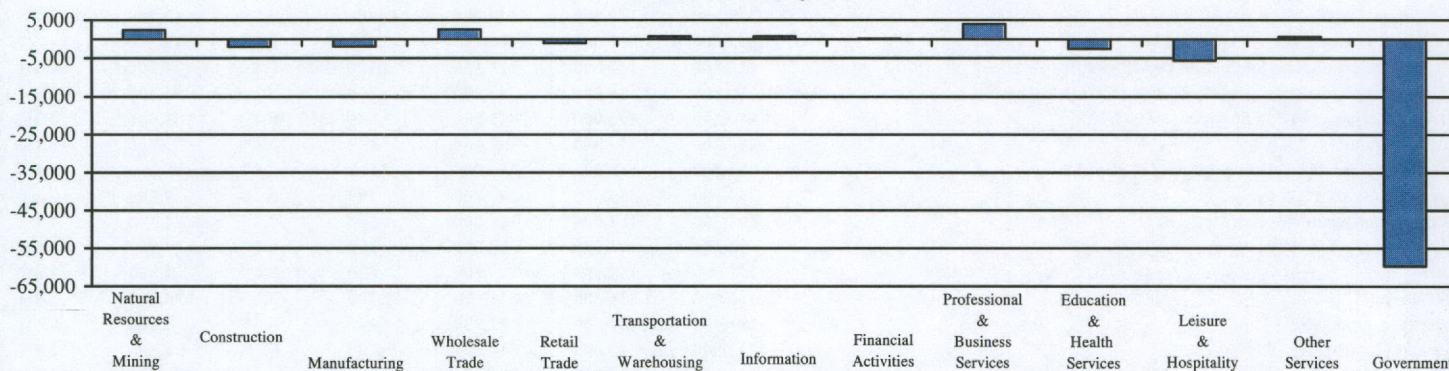 5,000
-5,000
-15,000
-25,000
-35,000
-45,000
-55,000
-65,000
Natural
Resources
&
Mining
Construction
Manufacturing
Wholesale
Trade
Retail
Trade
Transportation
&
Warehousing
Information
Financial
Activities
Professional
&
Business
Services
Education
&
Health
Services
Leisure
&
Hospitality
Other
Services
Government